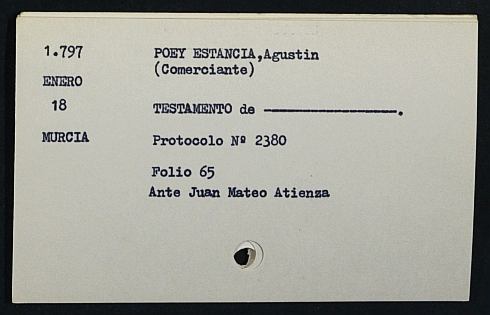 1.797 POEY ESTANCIA,Agustin
(Comerciante)
ENERO
18 TESTAMENTO de ------------------.
MURCIA Protocolo Nº 2380
Folio 65
Ante Juan Mateo Atienza